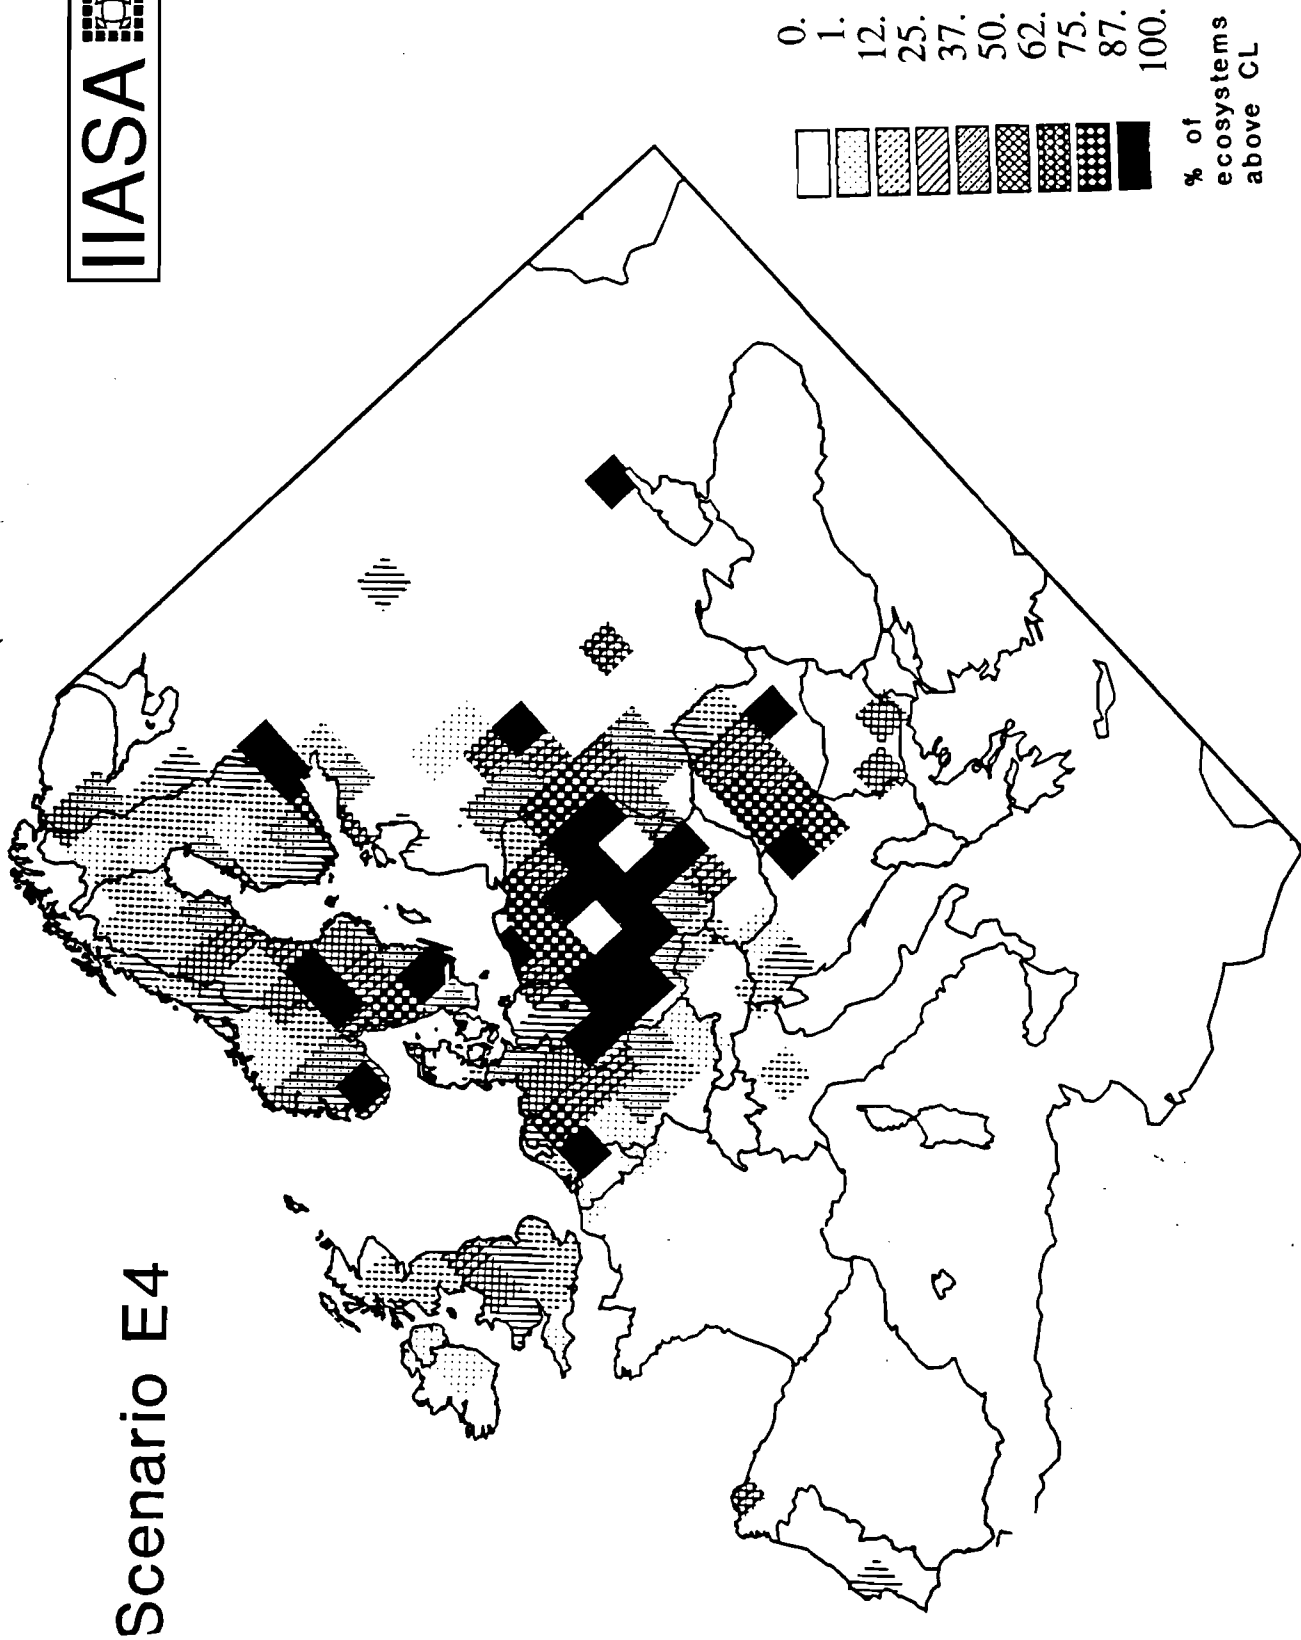 Scenario E4
IIASA
0.
1.
12.
25.
37.
50.
62.
75.
87.
100.
% of
ecosystems
above CL